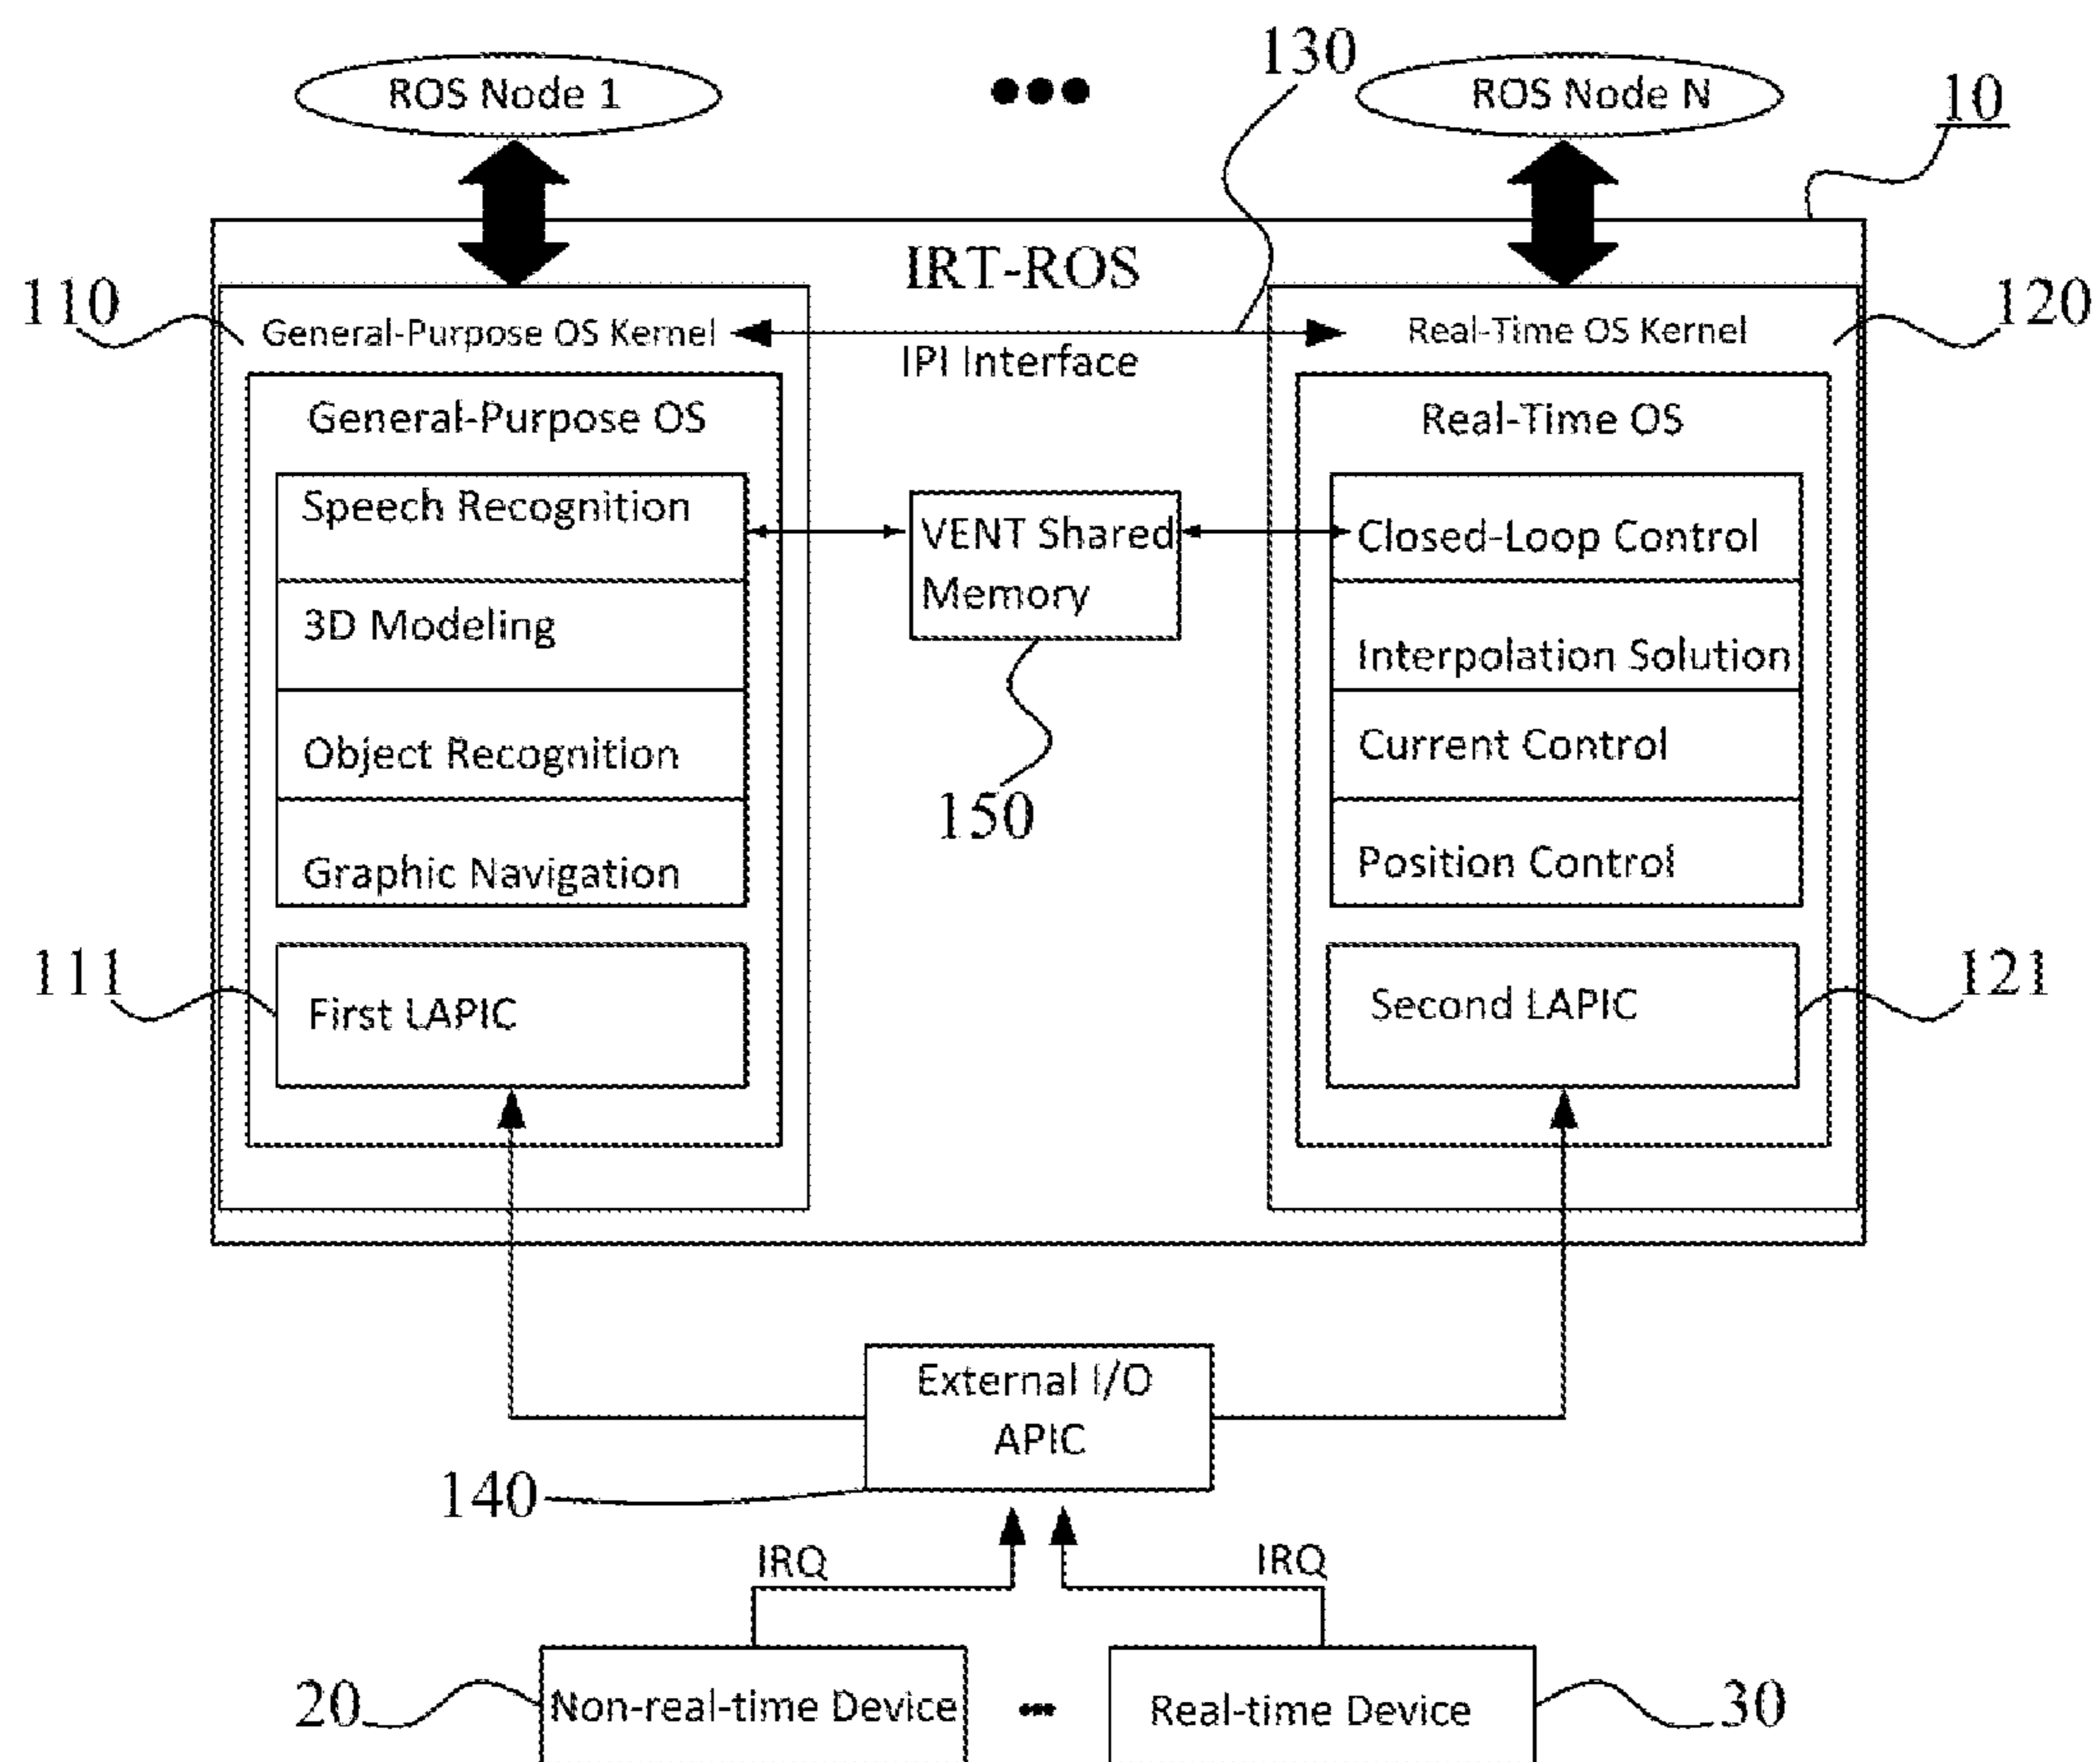 130
ROS Node 1
•••
ROS Node N
10
IRT-ROS
110
General-Purpose OS Kernel
Real-Time OS Kernel
120
IPI Interface
General-Purpose OS
Real-Time OS
Speech Recognition
VENT Shared
Memory
Closed-Loop Control
3D Modeling
Interpolation Solution
Object Recognition
Current Control
150
Graphic Navigation
Position Control
111
First LAPIC
Second LAPIC
121
External I/O
APIC
140
IRQ
IRQ
20
Non-real-time Device
•••
Real-time Device
30